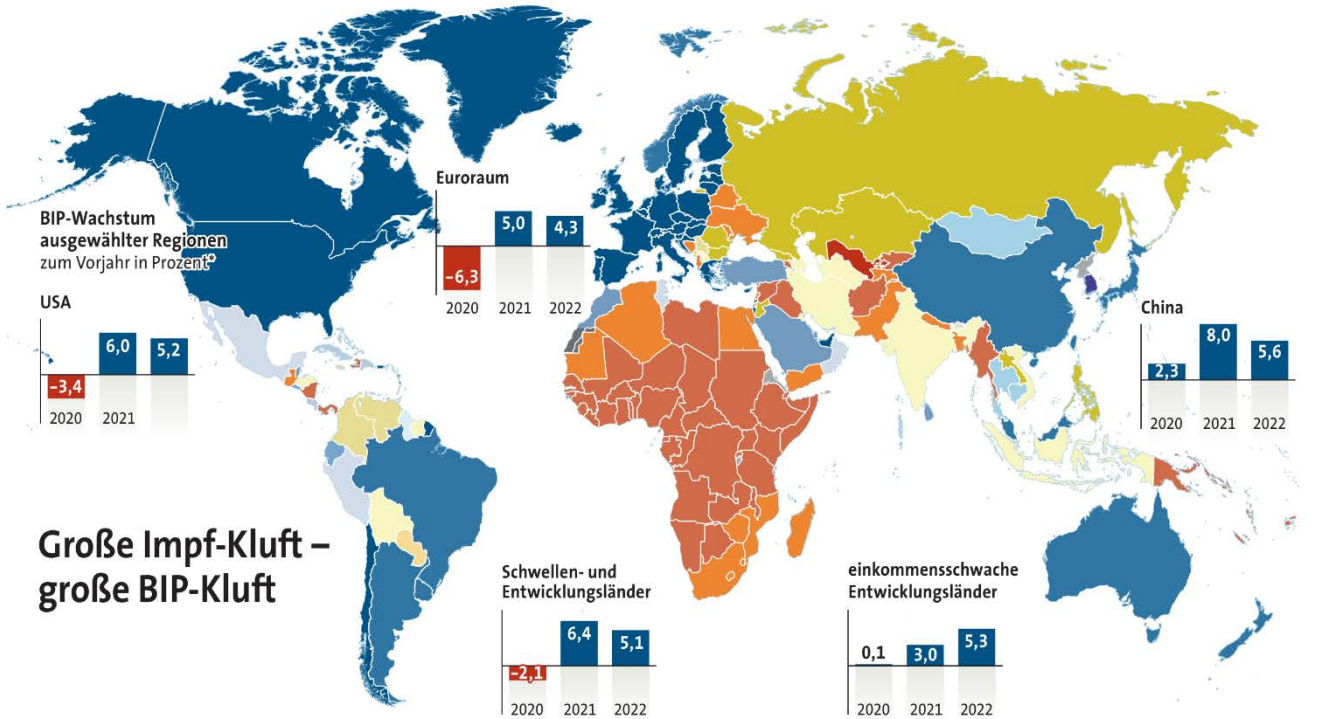 Euroraum
5,0
4,3
–6,3
2020
2021
2022
BIP-Wachstum
ausgewählter Regionen
zum Vorjahr in Prozent*
USA
6,0
5,2
–3,4
2020
2021
China
8,0
5,6
2,3
2020
2021
2022
Große Impf-Kluft –
große BIP-Kluft
Schwellen- und
Entwicklungsländer
6,4
5,1
–2,1
2020
2021
2022
einkommensschwache
Entwicklungsländer
0,1
3,0
5,3
2020
2021
2022